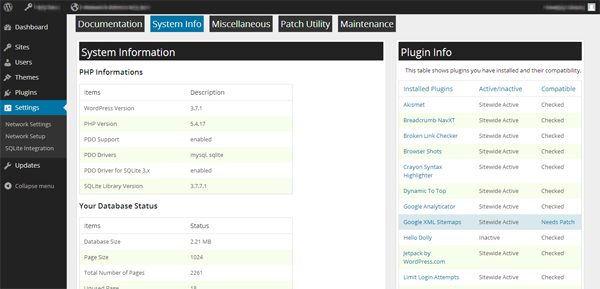 Documentation System Info Miscellaneous Patch Utility Maintenance
Dashboard
Sites
Users
Themes
Plugins
Settings
Network Settings
Network Setup
SQLite Integration
Updates
Collapse menu
System Information
PHP Informations
Items Description
WordPress Version 3.7.1
PHP Version 5.4.17
PDO Support enabled
PDO Drivers mysql, sqlite
PDO Driver for SQLite 3.x enabled
SQLite Library Version 3.7.7.1
Your Database Status
Items Status
Database Size 2.21 MB
Page Size 1024
Total Number of Pages 2261
Unused Page 18
Plugin Info
This table shows plugins you have installed and their compatibility.
Installed Plugins Active/Inactive Compatible
Akismet Sitewide Active Checked
Breadcrumb NavXT Sitewide Active Checked
Broken Link Checker Sitewide Active Checked
Browser Shots Sitewide Active Checked
Crayon Syntax Sitewide Active Checked
Highlighter
Dynamic To Top Sitewide Active Checked
Google Analyticator Sitewide Active Checked
Google XML Sitemaps Sitewide Active Needs Patch
Hello Dolly Inactive Checked
Jetpack by Sitewide Active Checked
WordPress.com
Limit Login Attempts Sitewide Active Checked